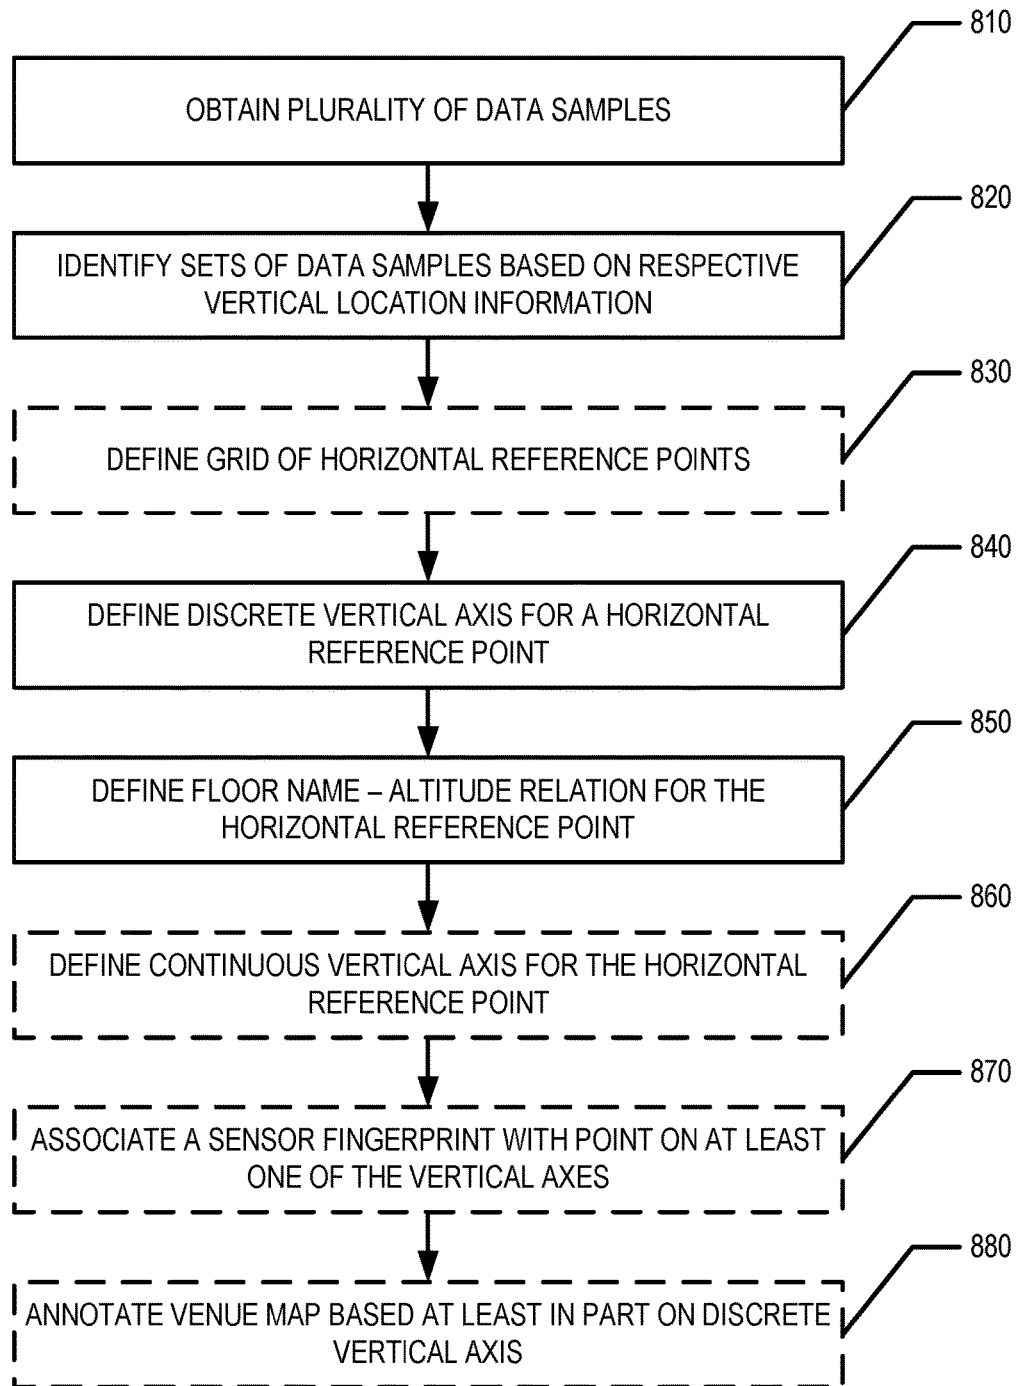 810
OBTAIN PLURALITY OF DATA SAMPLES
820
IDENTIFY SETS OF DATA SAMPLES BASED ON RESPECTIVE
VERTICAL LOCATION INFORMATION
830
DEFINE GRID OF HORIZONTAL REFERENCE POINTS
840
DEFINE DISCRETE VERTICAL AXIS FOR A HORIZONTAL
REFERENCE POINT
850
DEFINE FLOOR NAME – ALTITUDE RELATION FOR THE
HORIZONTAL REFERENCE POINT
860
DEFINE CONTINUOUS VERTICAL AXIS FOR THE HORIZONTAL
REFERENCE POINT
870
ASSOCIATE A SENSOR FINGERPRINT WITH POINT ON AT LEAST
ONE OF THE VERTICAL AXES
880
ANNOTATE VENUE MAP BASED AT LEAST IN PART ON DISCRETE
VERTICAL AXIS